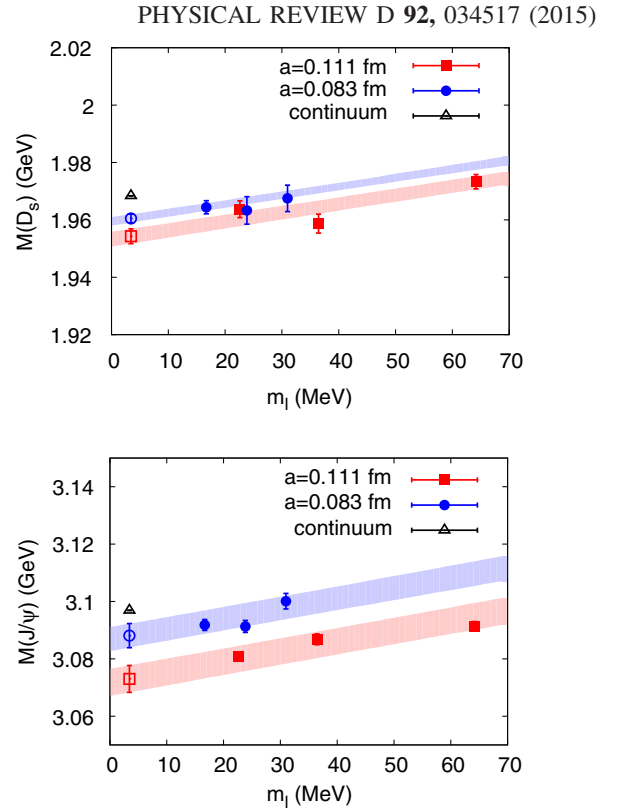 PHYSICAL REVIEW D 92, 034517 (2015)
2.02
2
1.98
1.96
1.94
1.92
M(D_s) (GeV)
a=0.111 fm
a=0.083 fm
continuum
0 10 20 30 40 50 60 70
m_l (MeV)
3.14
3.12
3.1
3.08
3.06
M(J/ψ) (GeV)
a=0.111 fm
a=0.083 fm
continuum
0 10 20 30 40 50 60 70
m_l (MeV)